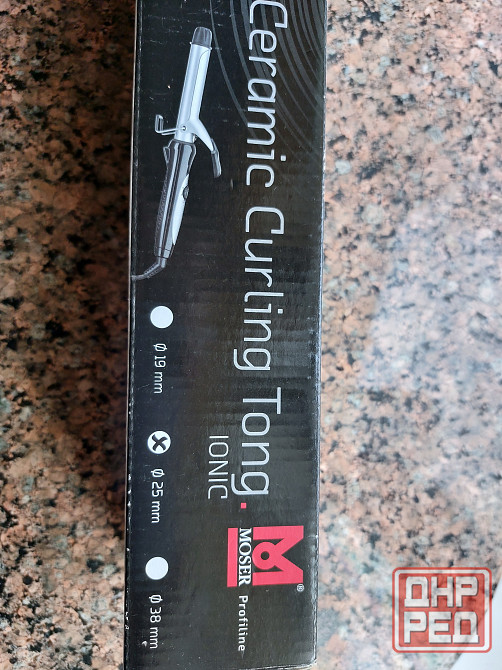 Ceramic Curling Tong.
IONIC
MOSER®
Profiline
Ø 19 mm
Ø 25 mm
Ø 38 mm
ДНР
РЕД